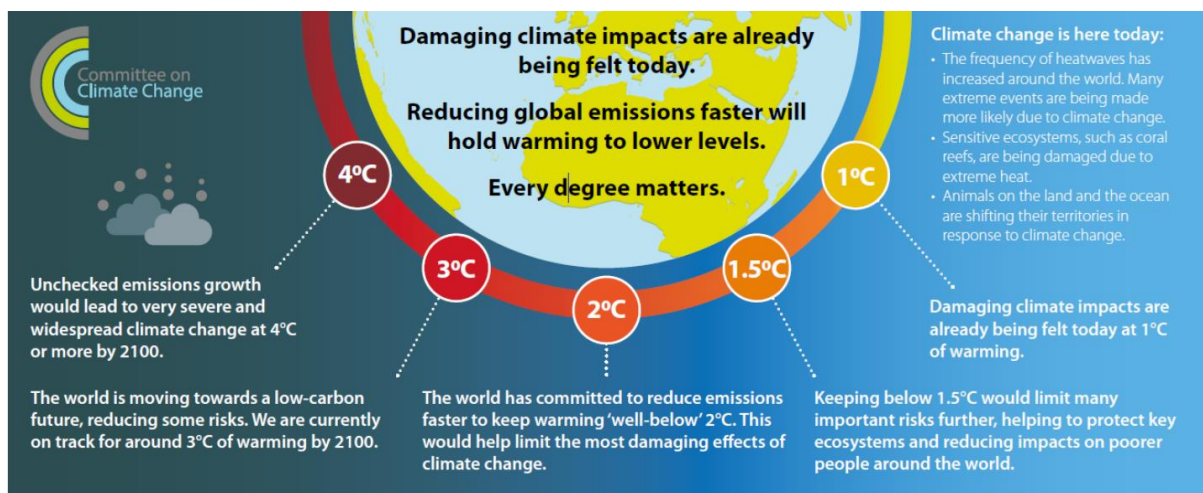 Committee on
Climate Change
Damaging climate impacts are already
being felt today.
Reducing global emissions faster will
hold warming to lower levels.
Every degree matters.
Climate change is here today:
• The frequency of heatwaves has
increased around the world. Many
extreme events are being made
more likely due to climate change.
• Sensitive ecosystems, such as coral
reefs, are being damaged due to
extreme heat.
• Animals on the land and the ocean
are shifting their territories in
response to climate change.
4ºC
3ºC
2ºC
1.5ºC
1ºC
Unchecked emissions growth
would lead to very severe and
widespread climate change at 4°C
or more by 2100.
The world is moving towards a low-carbon
future, reducing some risks. We are currently
on track for around 3°C of warming by 2100.
The world has committed to reduce emissions
faster to keep warming ‘well-below’ 2°C. This
would help limit the most damaging effects of
climate change.
Keeping below 1.5°C would limit many
important risks further, helping to protect key
ecosystems and reducing impacts on poorer
people around the world.
Damaging climate impacts are
already being felt today at 1°C
of warming.